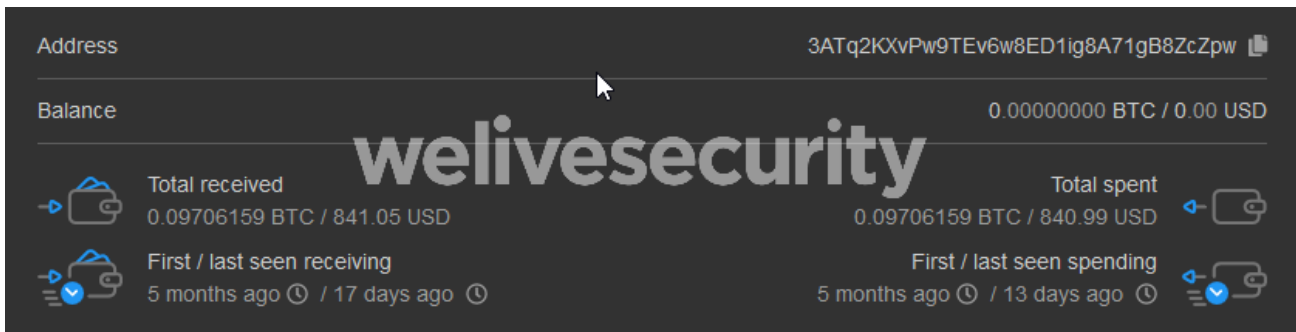 Address 3ATq2KXvPw9TEv6w8ED1ig8A71gB8ZcZpw
Balance 0.00000000 BTC / 0.00 USD
welivesecurity
Total received Total spent
0.09706159 BTC / 841.05 USD 0.09706159 BTC / 840.99 USD
First / last seen receiving First / last seen spending
5 months ago / 17 days ago 5 months ago / 13 days ago